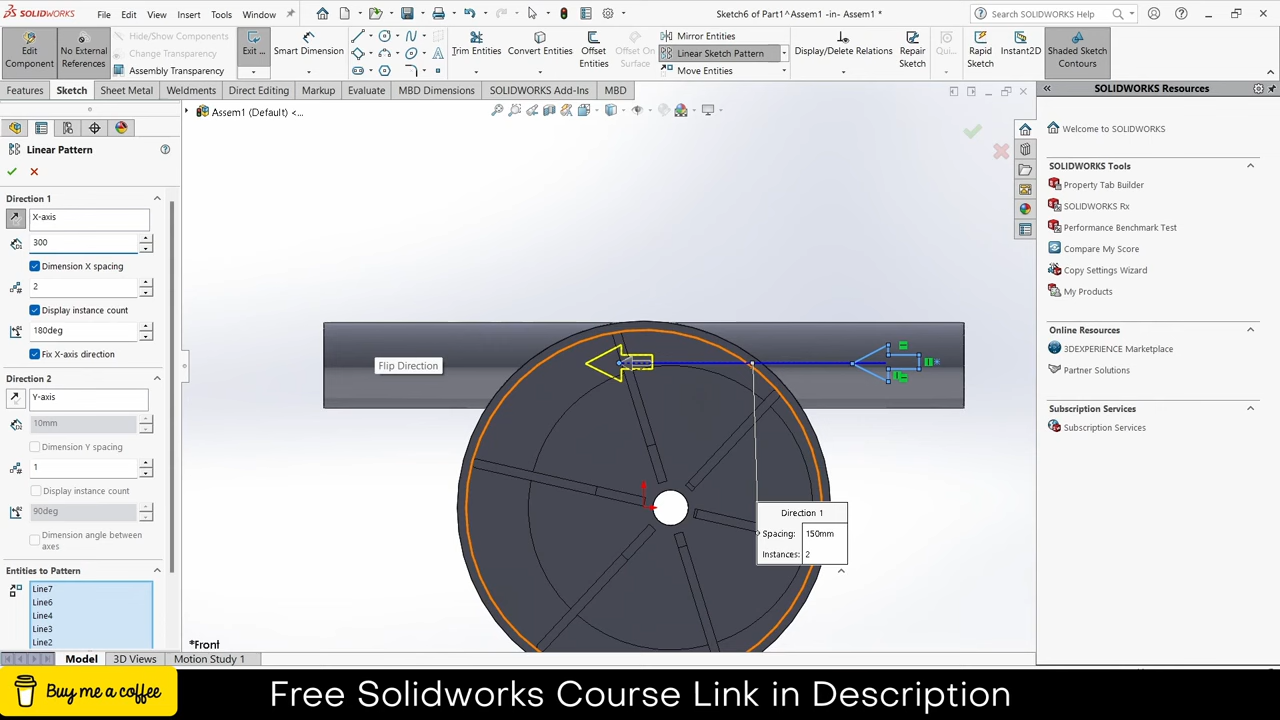 SOLIDWORKS
File
Edit
View
Insert
Tools
Window
Sketch6 of Part1^Assem1 -in- Assem1 *
Search SOLIDWORKS Help
Edit Component
No External References
Hide/Show Components
Change Transparency
Assembly Transparency
Exit ...
Smart Dimension
Trim Entities
Convert Entities
Offset Entities
Offset On Surface
Mirror Entities
Linear Sketch Pattern
Move Entities
Display/Delete Relations
Repair Sketch
Qui...
Rapid Sketch
Instant2D
Shaded Sketch Contours
Features
Sketch
Sheet Metal
Weldments
Direct Editing
Markup
Evaluate
MBD Dimensions
SOLIDWORKS Add-Ins
MBD
SOLIDWORKS Resources
Assem1 (Default) <...
Linear Pattern
Direction 1
X-axis
300
Dimension X spacing
2
Display instance count
180deg
Fix X-axis direction
Direction 2
Y-axis
10mm
Dimension Y spacing
1
Display instance count
90deg
Dimension angle between axes
Entities to Pattern
Line7
Line6
Line4
Line3
Line2
Flip Direction
Direction 1
Spacing: 150mm
Instances: 2
*Front
Welcome to SOLIDWORKS
SOLIDWORKS Tools
Property Tab Builder
SOLIDWORKS Rx
Performance Benchmark Test
Compare My Score
Copy Settings Wizard
My Products
Online Resources
3DEXPERIENCE Marketplace
Partner Solutions
Subscription Services
Subscription Services
Model
3D Views
Motion Study 1
Buy me a coffee
Free Solidworks Course Link in Description